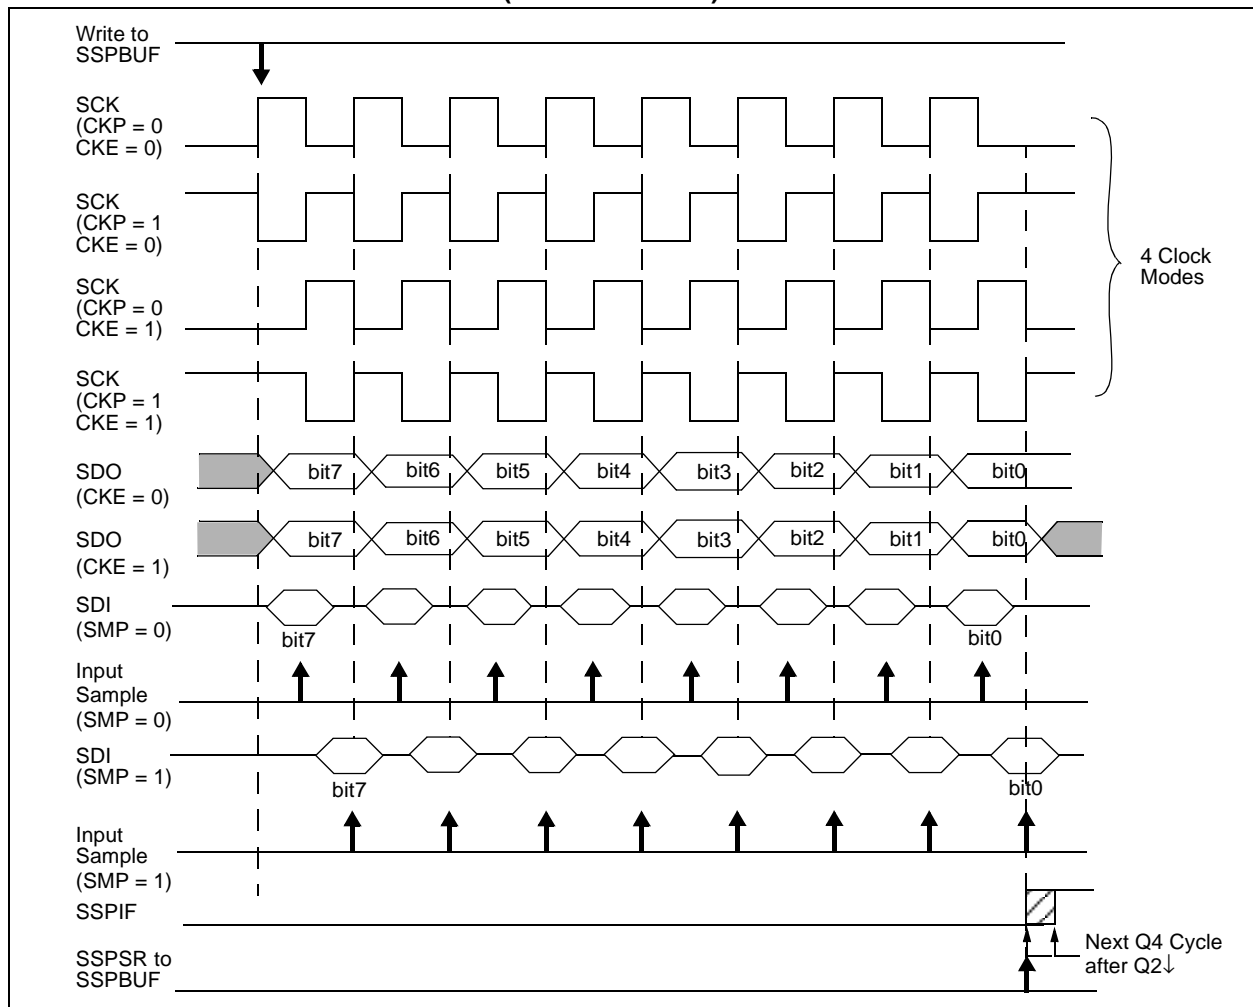 Write to
SSPBUF
SCK
(CKP = 0
CKE = 0)
SCK
(CKP = 1
CKE = 0)
SCK
(CKP = 0
CKE = 1)
SCK
(CKP = 1
CKE = 1)
4 Clock
Modes
SDO
(CKE = 0)
bit7 bit6 bit5 bit4 bit3 bit2 bit1 bit0
SDO
(CKE = 1)
bit7 bit6 bit5 bit4 bit3 bit2 bit1 bit0
SDI
(SMP = 0)
bit7 bit0
Input
Sample
(SMP = 0)
SDI
(SMP = 1)
bit7 bit0
Input
Sample
(SMP = 1)
SSPIF
Next Q4 Cycle
after Q2↓
SSPSR to
SSPBUF